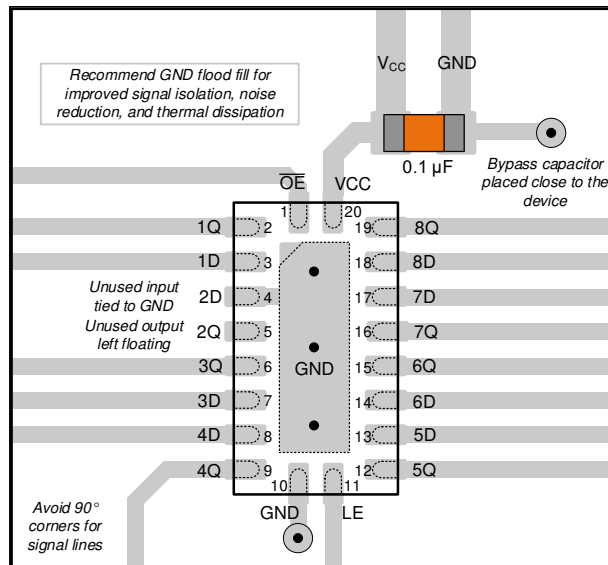 Recommend GND flood fill for
improved signal isolation, noise
reduction, and thermal dissipation
VCC GND
0.1 µF
Bypass capacitor
placed close to the
device
OE VCC
1 20
1Q 2 19 8Q
1D 3 18 8D
Unused input
tied to GND
2D 4 17 7D
Unused output
left floating
2Q 5 16 7Q
GND
3Q 6 15 6Q
3D 7 14 6D
4D 8 13 5D
4Q 9 12 5Q
10 11
GND LE
Avoid 90°
corners for
signal lines